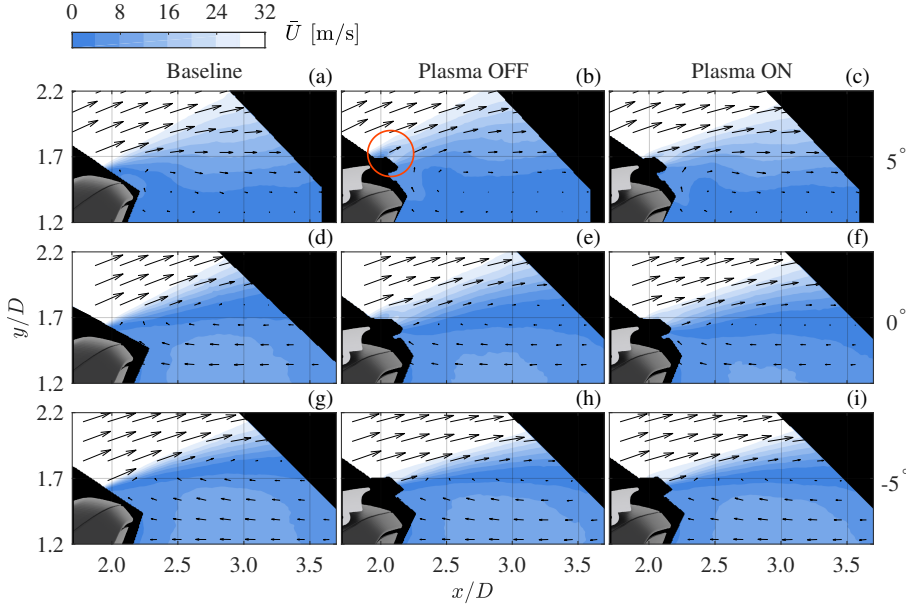 0 8 16 24 32 Ū [m/s]
Baseline Plasma OFF Plasma ON
(a) (b) (c)
2.2
1.7
1.2
5°
(d) (e) (f)
2.2
1.7
1.2
y/D
0°
(g) (h) (i)
2.2
1.7
1.2
-5°
2.0 2.5 3.0 3.5 2.0 2.5 3.0 3.5 2.0 2.5 3.0 3.5
x/D